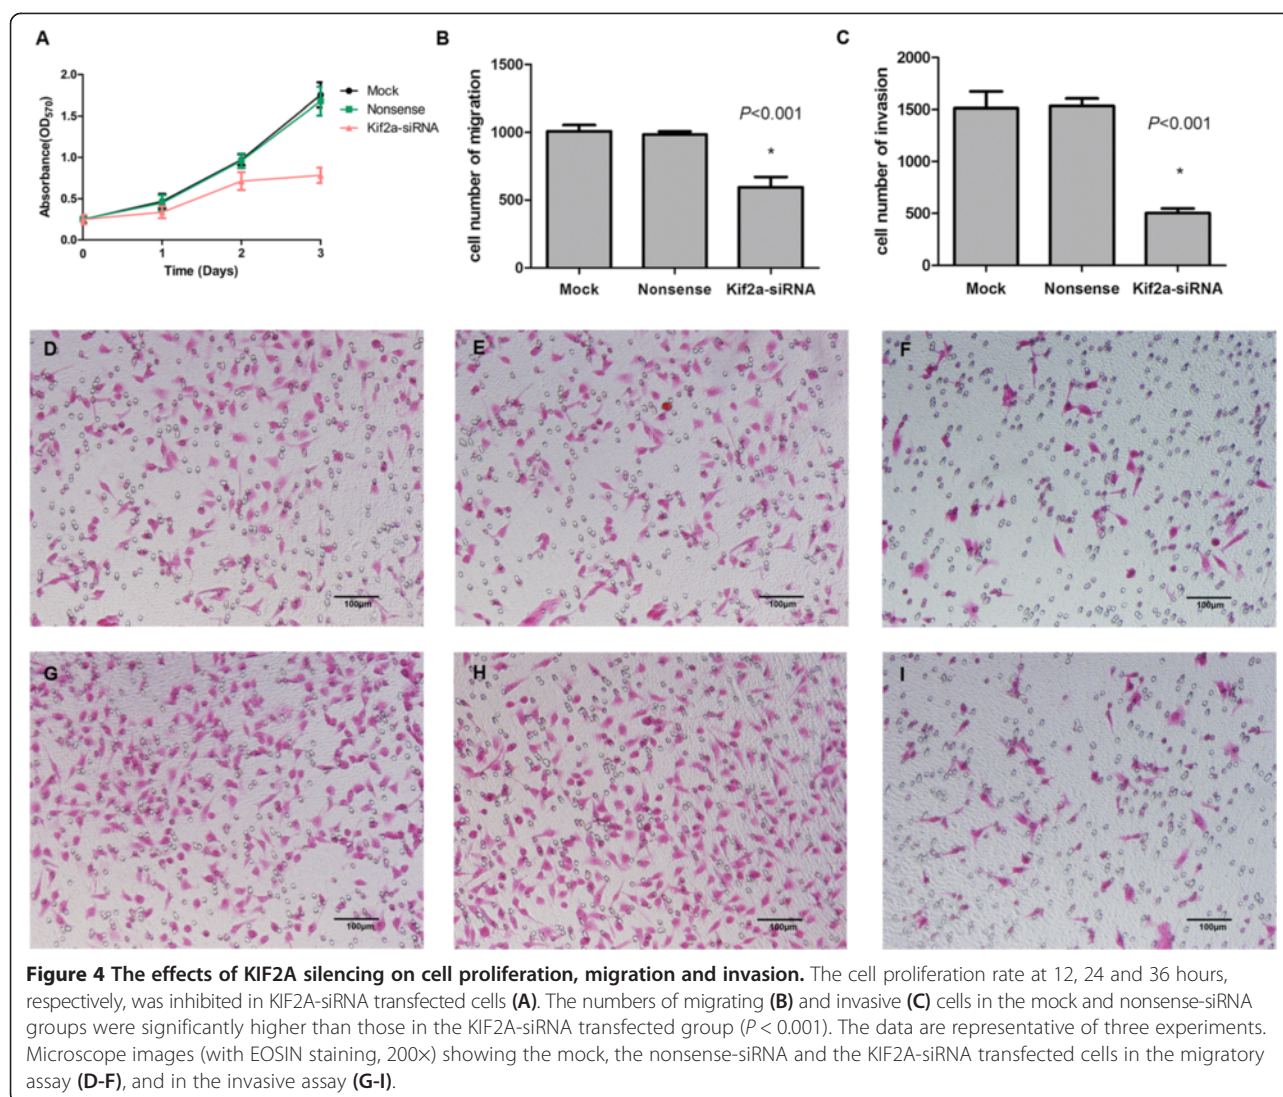 A
2.0
1.5
1.0
0.5
0.0
Absorbance(OD570)
0
1
2
3
Time (Days)
Mock
Nonsense
Kif2a-siRNA
B
1500
1000
500
0
cell number of migration
P<0.001
*
Mock
Nonsense
Kif2a-siRNA
C
2000
1500
1000
500
0
cell number of invasion
P<0.001
*
Mock
Nonsense
Kif2a-siRNA
D
100µm
E
100µm
F
100µm
G
100µm
H
100µm
I
100µm
Figure 4 The effects of KIF2A silencing on cell proliferation, migration and invasion. The cell proliferation rate at 12, 24 and 36 hours,
respectively, was inhibited in KIF2A-siRNA transfected cells (A). The numbers of migrating (B) and invasive (C) cells in the mock and nonsense-siRNA
groups were significantly higher than those in the KIF2A-siRNA transfected group (P < 0.001). The data are representative of three experiments.
Microscope images (with EOSIN staining, 200×) showing the mock, the nonsense-siRNA and the KIF2A-siRNA transfected cells in the migratory
assay (D-F), and in the invasive assay (G-I).